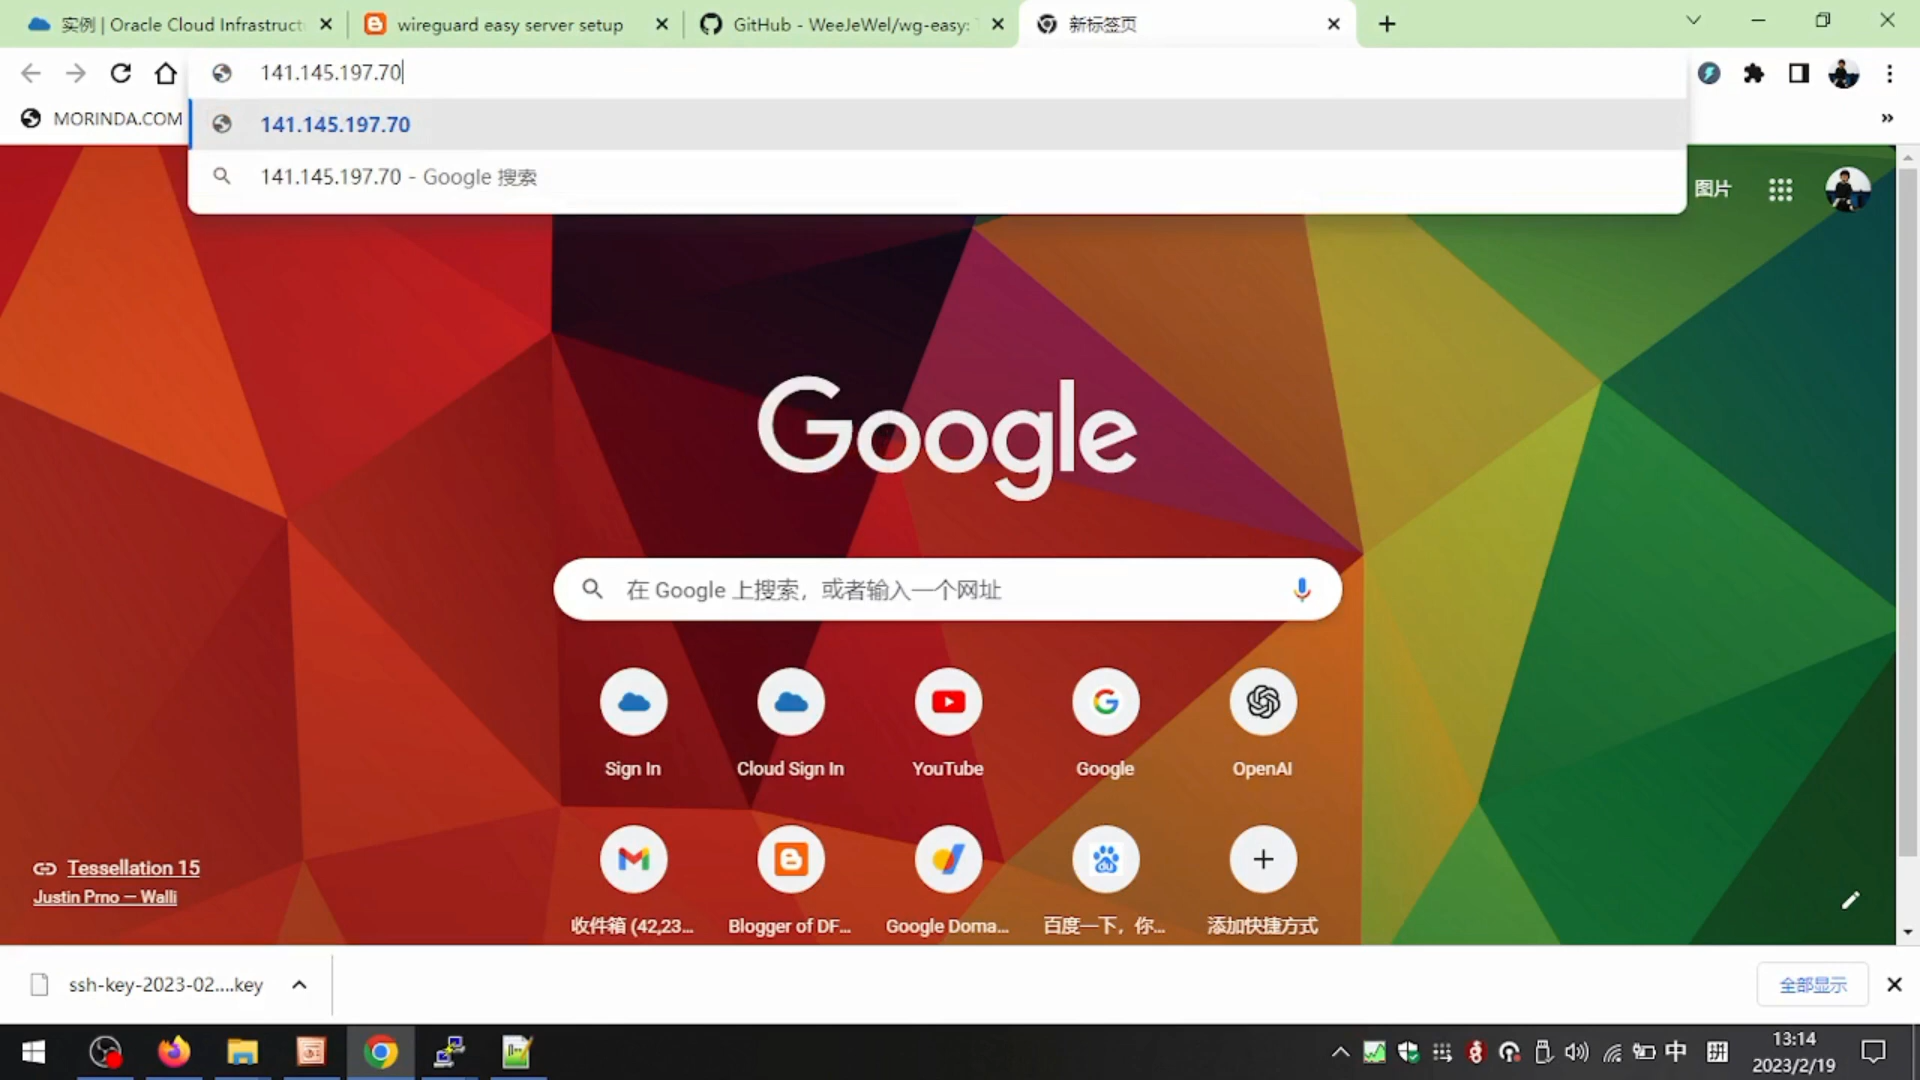 实例 | Oracle Cloud Infrastruct
wireguard easy server setup
GitHub - WeeJeWel/wg-easy:
新标签页
141.145.197.70
MORINDA.COM
»
141.145.197.70
141.145.197.70 - Google 搜索
图片
Google
在 Google 上搜索，或者输入一个网址
Sign In
Cloud Sign In
YouTube
Google
OpenAI
收件箱 (42,23...
Blogger of DF...
Google Doma...
百度一下，你...
添加快捷方式
Tessellation 15
Justin Prno — Walli
ssh-key-2023-02....key
全部显示
中
拼
13:14
2023/2/19